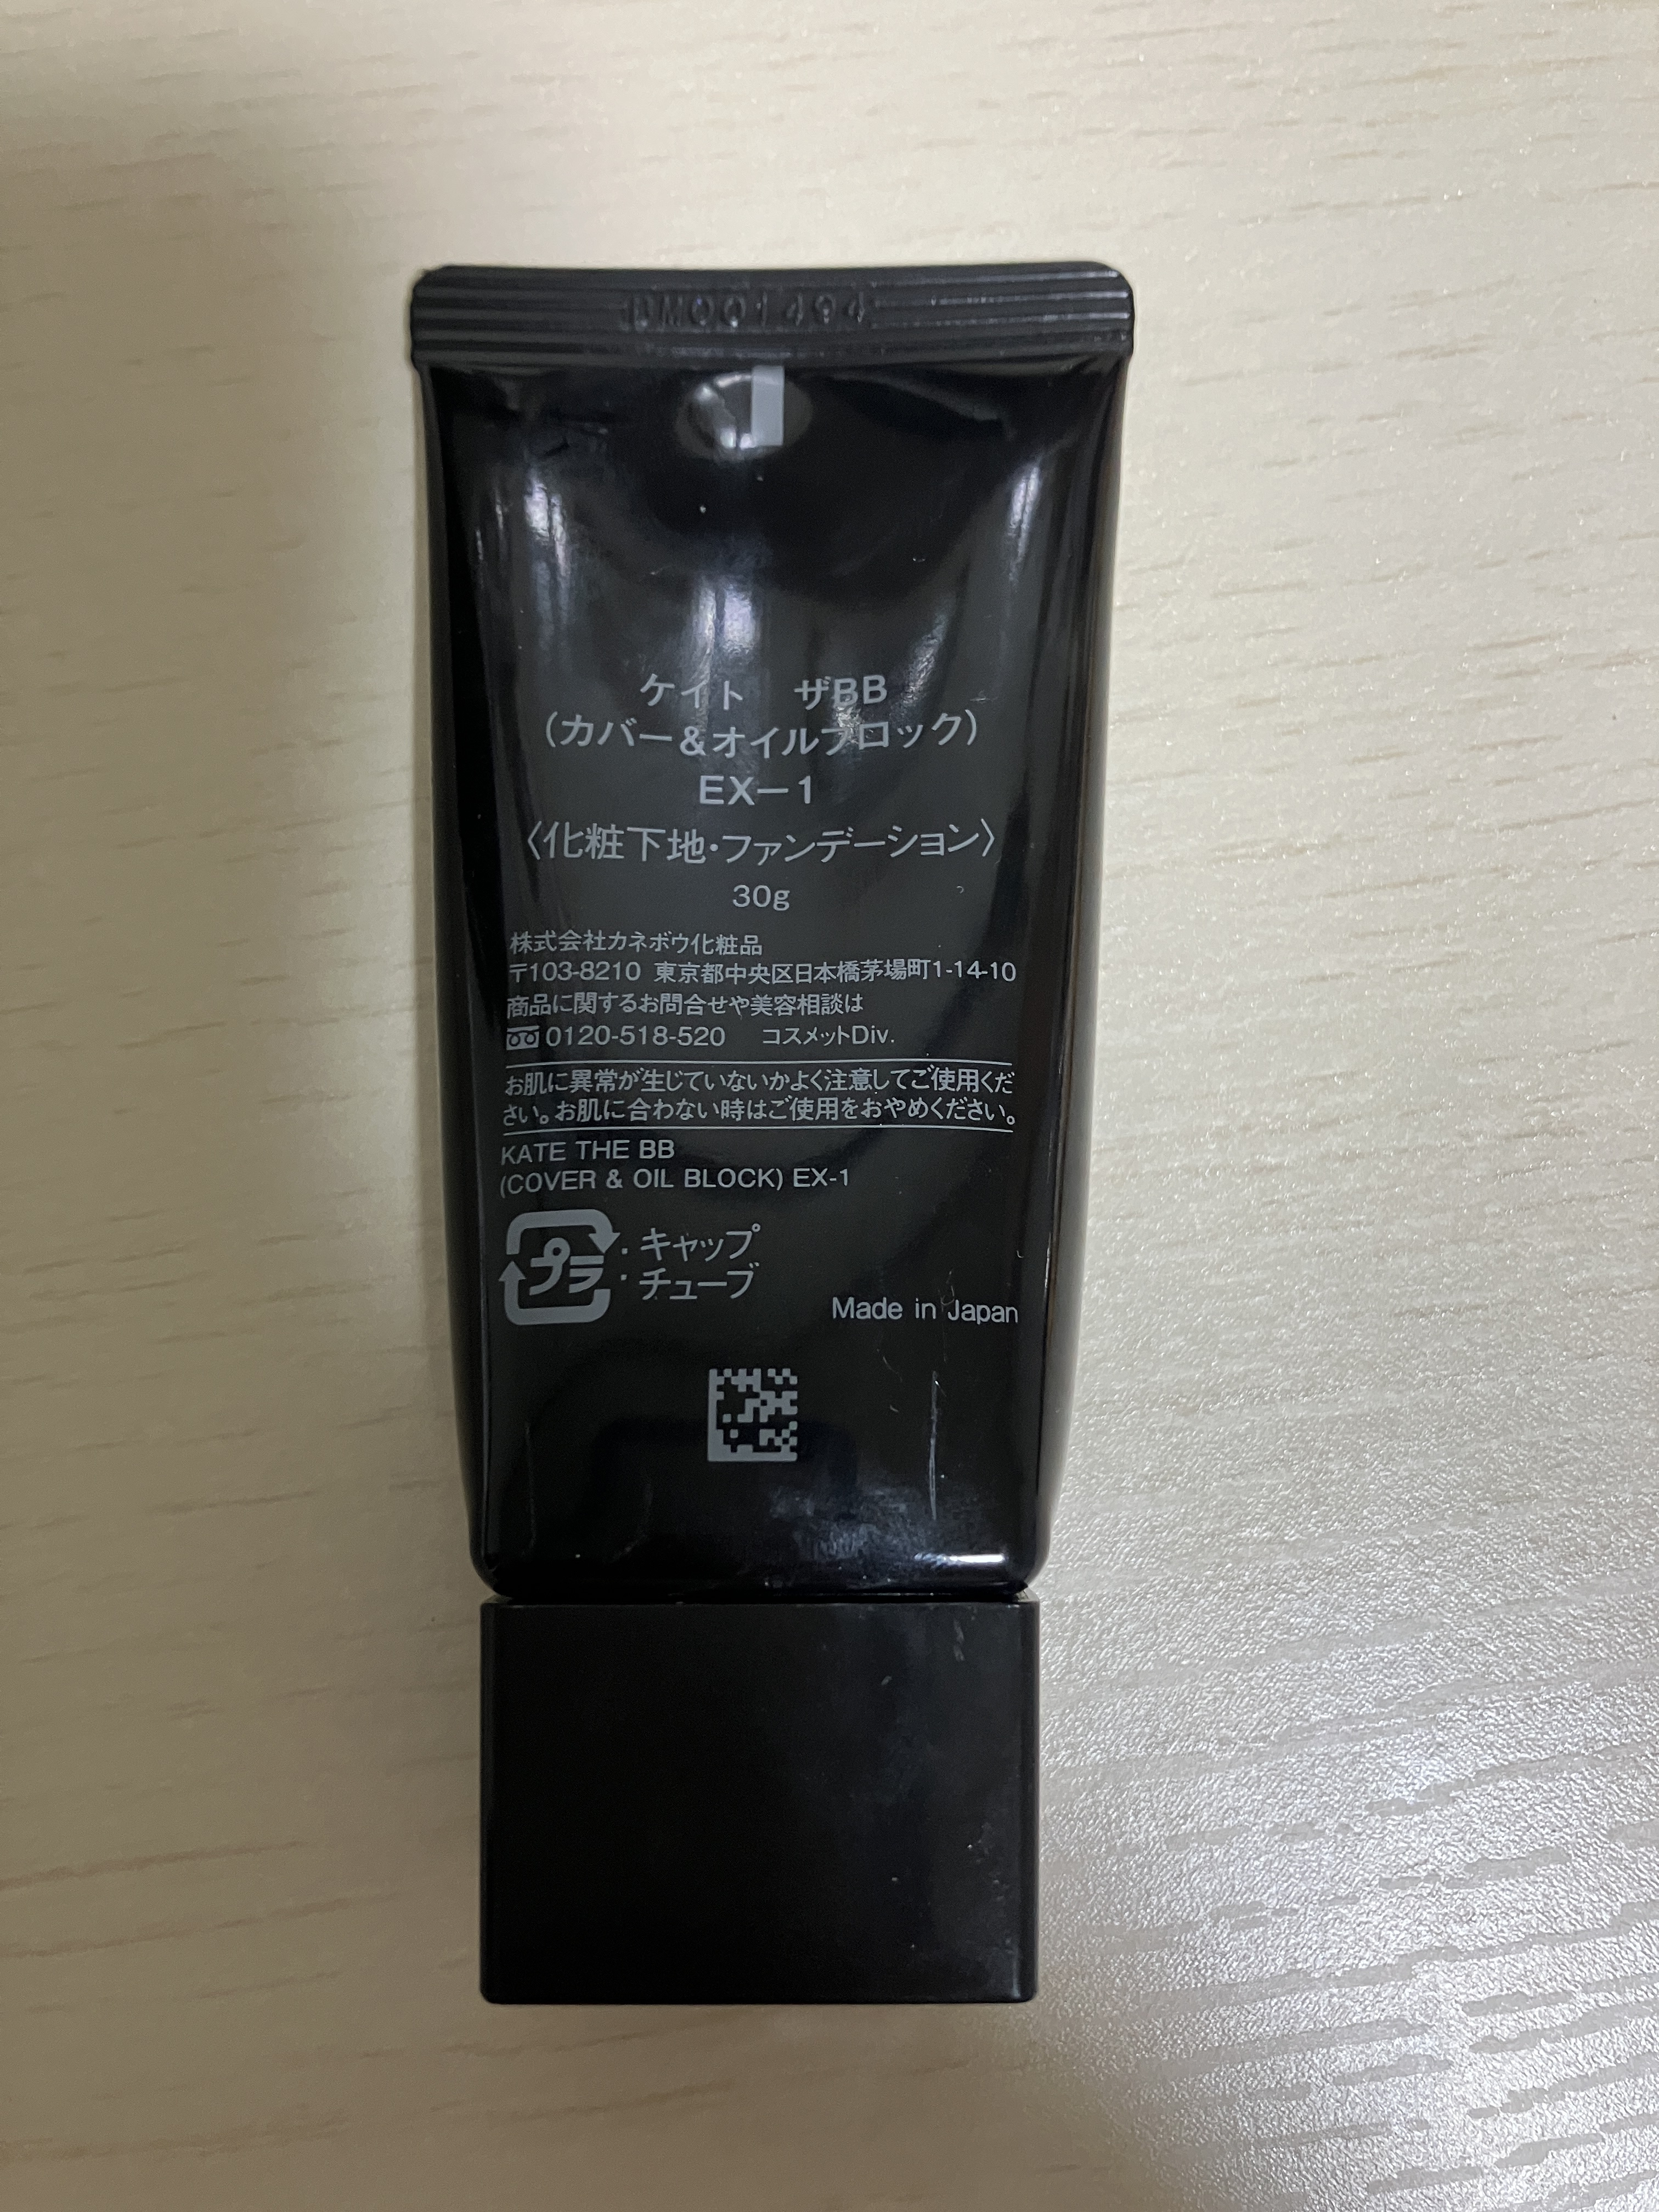 ケイト ザBB
(カバー&オイルブロック)
EX-1
〈化粧下地・ファンデーション〉
30g
株式会社カネボウ化粧品
〒103-8210 東京都中央区日本橋茅場町1-14-10
商品に関するお問合せや美容相談は
0120-518-520 コスメットDiv.
お肌に異常が生じていないかよく注意してご使用くだ
さい。お肌に合わない時はご使用をおやめください。
KATE THE BB
(COVER & OIL BLOCK) EX-1
プラ : キャップ
チューブ
Made in Japan